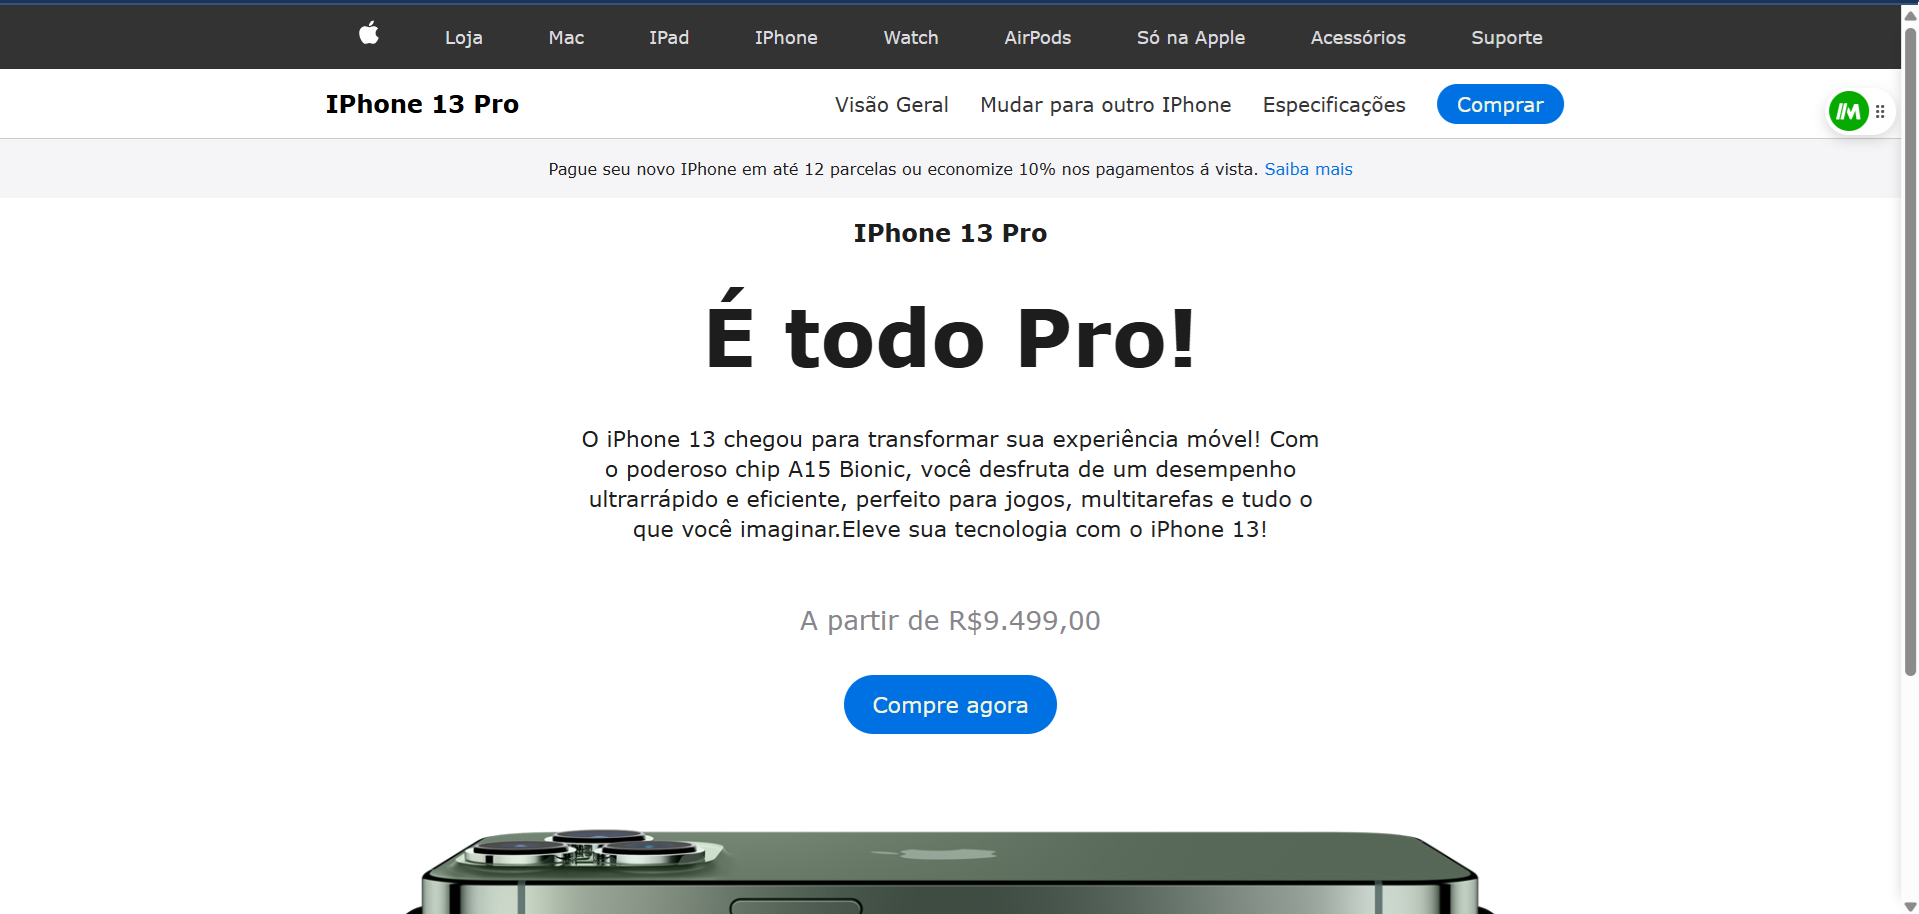 Loja Mac IPad IPhone Watch AirPods Só na Apple Acessórios Suporte
IPhone 13 Pro Visão Geral Mudar para outro IPhone Especificações Comprar
Pague seu novo IPhone em até 12 parcelas ou economize 10% nos pagamentos á vista. Saiba mais
IPhone 13 Pro
É todo Pro!
O iPhone 13 chegou para transformar sua experiência móvel! Com
o poderoso chip A15 Bionic, você desfruta de um desempenho
ultrarrápido e eficiente, perfeito para jogos, multitarefas e tudo o
que você imaginar.Eleve sua tecnologia com o iPhone 13!
A partir de R$9.499,00
Compre agora